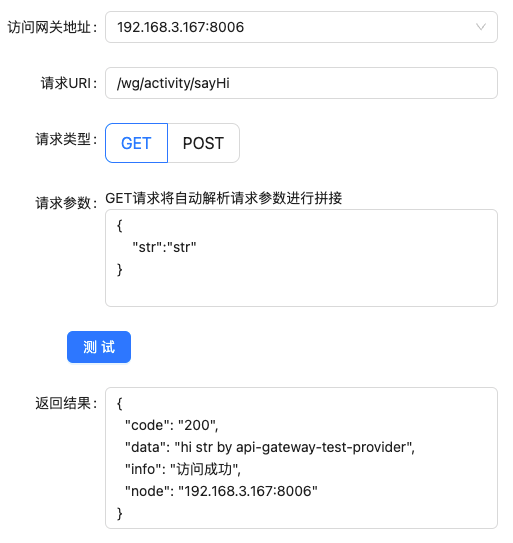 访问网关地址: 192.168.3.167:8006
请求URI: /wg/activity/sayHi
请求类型: GET POST
请求参数: GET请求将自动解析请求参数进行拼接
{
"str":"str"
}
测 试
返回结果: {
"code": "200",
"data": "hi str by api-gateway-test-provider",
"info": "访问成功",
"node": "192.168.3.167:8006"
}